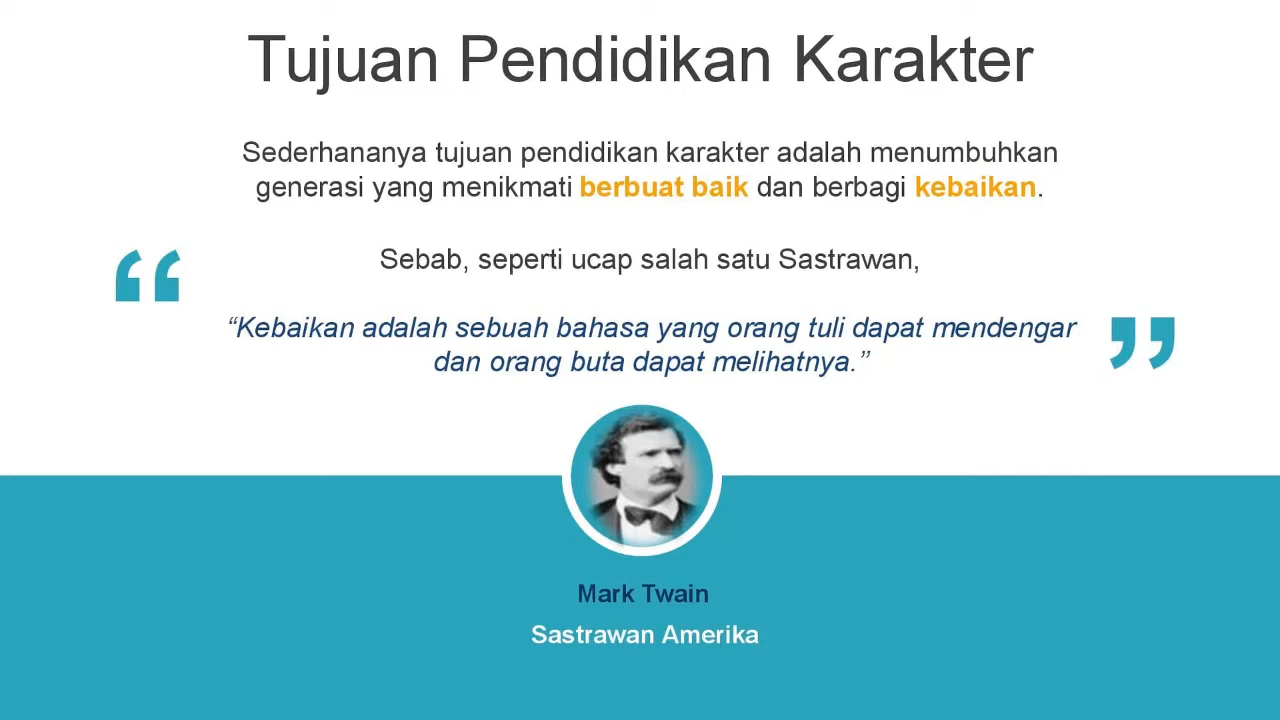 Tujuan Pendidikan Karakter
Sederhananya tujuan pendidikan karakter adalah menumbuhkan
generasi yang menikmati berbuat baik dan berbagi kebaikan.
Sebab, seperti ucap salah satu Sastrawan,
“Kebaikan adalah sebuah bahasa yang orang tuli dapat mendengar
dan orang buta dapat melihatnya.”
Mark Twain
Sastrawan Amerika